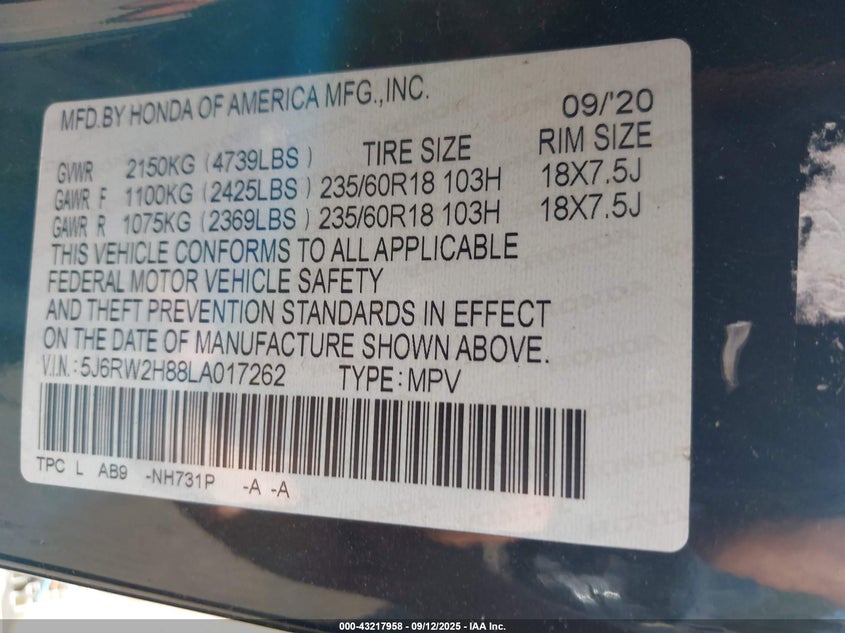 MFD.BY HONDA OF AMERICA MFG.,INC. 09/'20
GVWR 2150KG (4739LBS) TIRE SIZE RIM SIZE
GAWR F 1100KG (2425LBS) 235/60R18 103H 18X7.5J
GAWR R 1075KG (2369LBS) 235/60R18 103H 18X7.5J
THIS VEHICLE CONFORMS TO ALL APPLICABLE
FEDERAL MOTOR VEHICLE SAFETY
AND THEFT PREVENTION STANDARDS IN EFFECT
ON THE DATE OF MANUFACTURE SHOWN ABOVE.
V.I.N.: 5J6RW2H88LA017262 TYPE: MPV
TPC L AB9 -NH731P -A -A
000-43217958 - 09/12/2025 - IAA Inc.